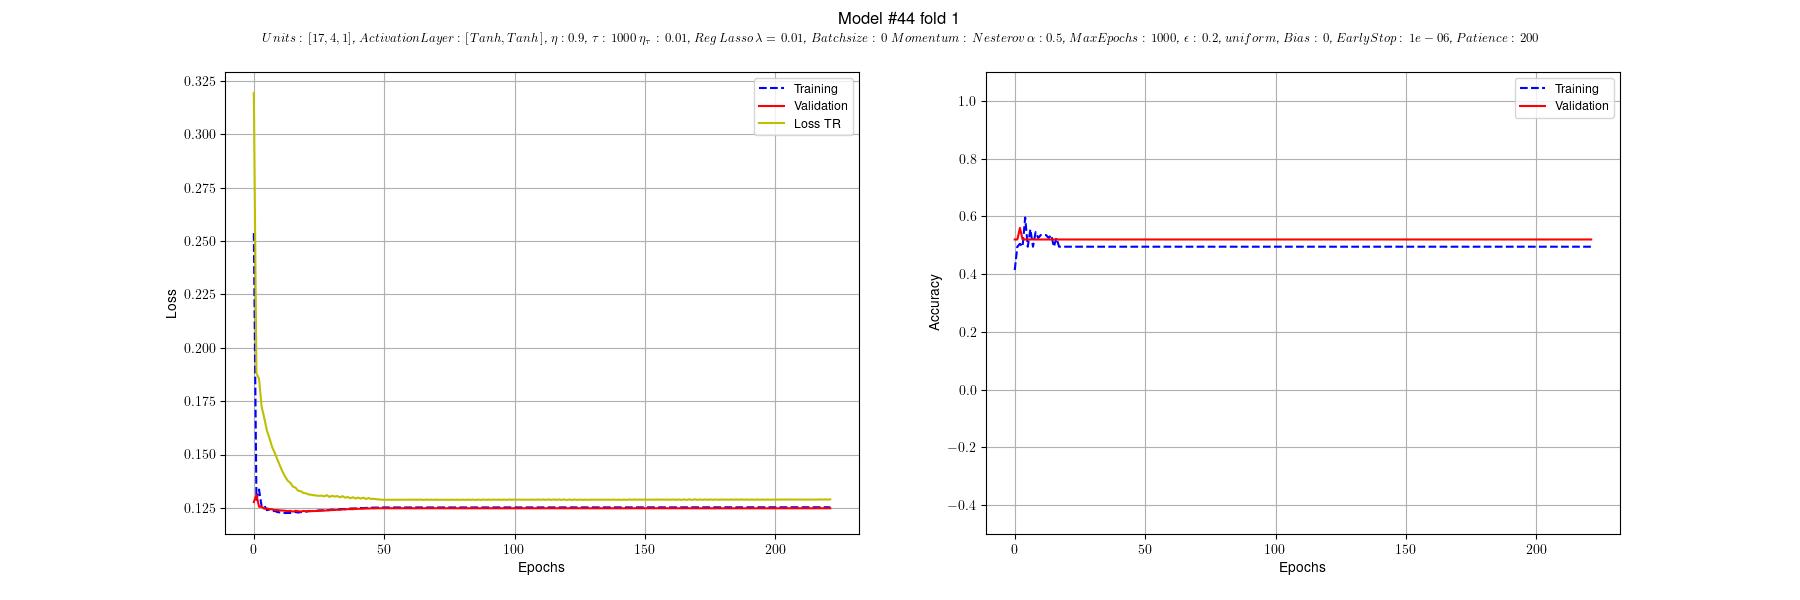 Model #44 fold 1
Units : [17, 4, 1], ActivationLayer : [Tanh, Tanh], η : 0.9, τ : 1000 η_τ : 0.01, Reg Lasso λ = 0.01, Batchsize : 0 Momentum : Nesterov α : 0.5, MaxEpochs : 1000, ϵ : 0.2, uniform, Bias : 0, EarlyStop : 1e − 06, Patience : 200
0.325
0.300
0.275
0.250
0.225
0.200
0.175
0.150
0.125
Loss
0 50 100 150 200
Epochs
Training
Validation
Loss TR
1.0
0.8
0.6
0.4
0.2
0.0
−0.2
−0.4
Accuracy
0 50 100 150 200
Epochs
Training
Validation